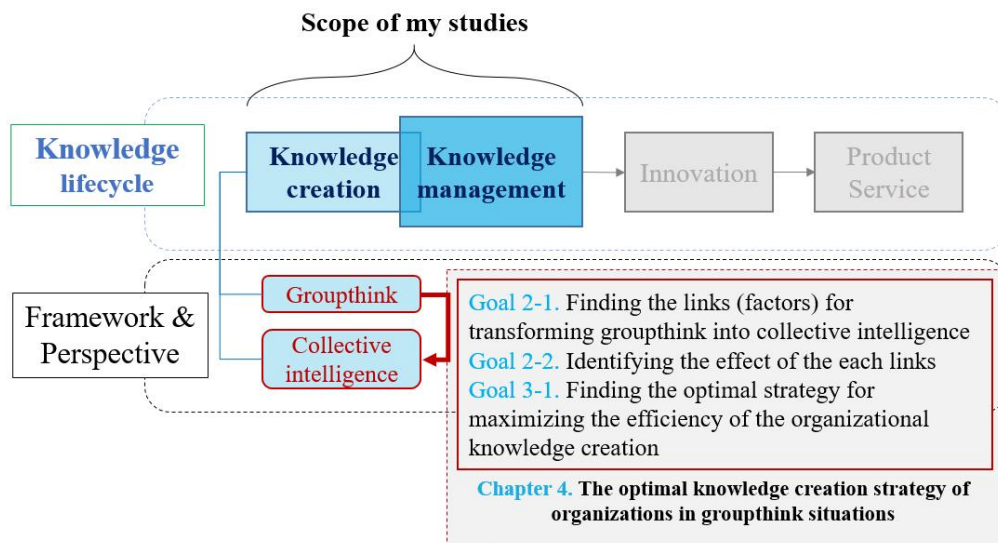 Scope of my studies
Knowledge
lifecycle
Knowledge
creation
Knowledge
management
Innovation
Product
Service
Framework &
Perspective
Groupthink
Collective
intelligence
Goal 2-1. Finding the links (factors) for
transforming groupthink into collective intelligence
Goal 2-2. Identifying the effect of the each links
Goal 3-1. Finding the optimal strategy for
maximizing the efficiency of the organizational
knowledge creation
Chapter 4. The optimal knowledge creation strategy of
organizations in groupthink situations